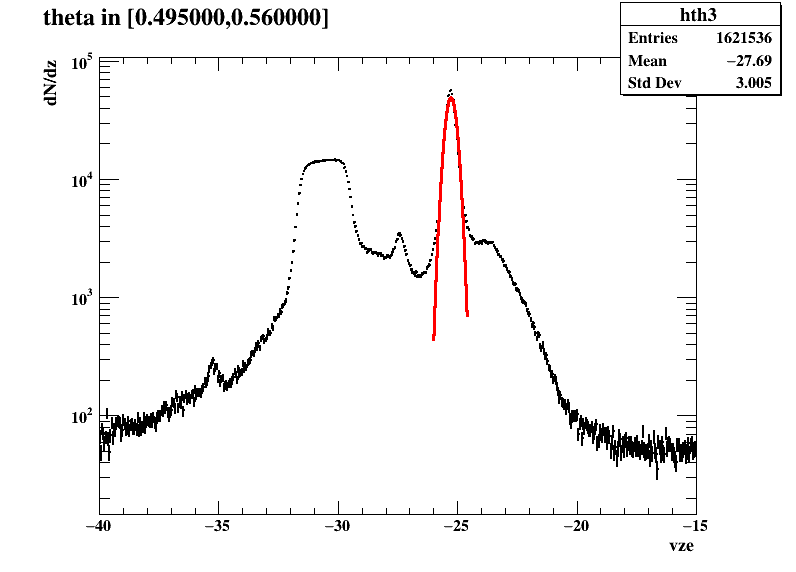 theta in [0.495000,0.560000]
hth3
Entries 1621536
Mean −27.69
Std Dev 3.005
dN/dz
10^5
10^4
10^3
10^2
−40 −35 −30 −25 −20 −15
vze